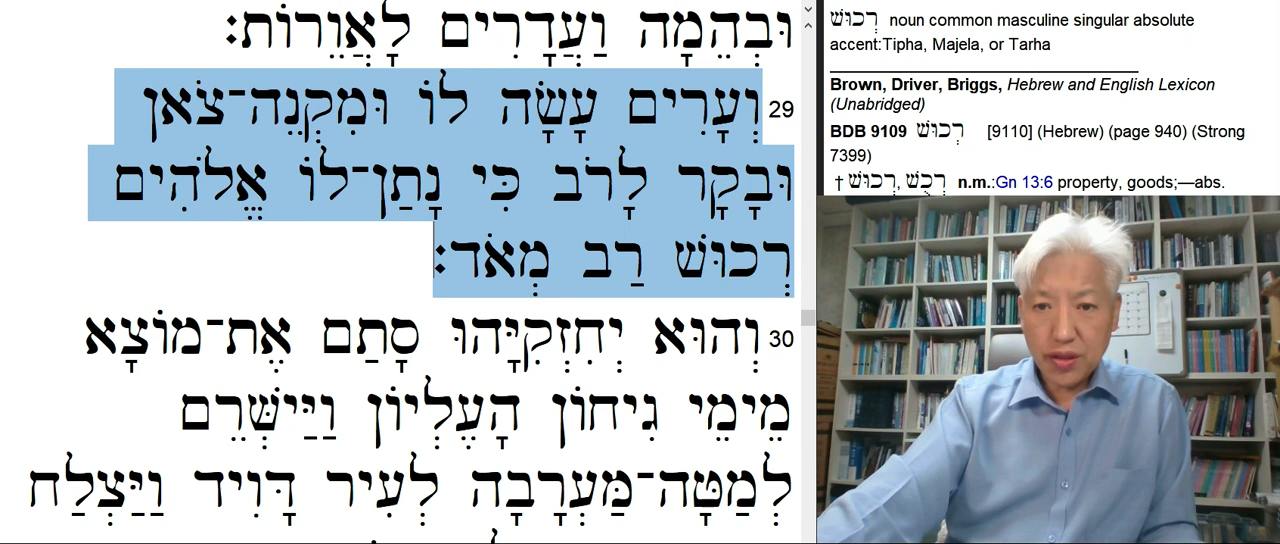 וּבְהֵמָה וַעֲדָרִים לָאֲוֵרוֹת׃
29 וְעָרִים עָשָׂה לוֹ וּמִקְנֵה־צֹאן
וּבָקָר לָרֹב כִּי נָתַן־לוֹ אֱלֹהִים
רְכוּשׁ רַב מְאֹד׃
30 וְהוּא יְחִזְקִיָּהוּ סָתַם אֶת־מוֹצָא
מֵימֵי גִיחוֹן הָעֶלְיוֹן וַיַּישְּׁרֵם
לְמַטָּה־מַּעְרָבָה לְעִיר דָּוִיד וַיַּצְלַח
רְכוּשׁ noun common masculine singular absolute
accent:Tipha, Majela, or Tarha
Brown, Driver, Briggs, Hebrew and English Lexicon
(Unabridged)
BDB 9109 רְכוּשׁ [9110] (Hebrew) (page 940) (Strong
7399)
† רְכֻשׁ, רְכוּשׁ n.m.:Gn 13:6 property, goods;—abs.